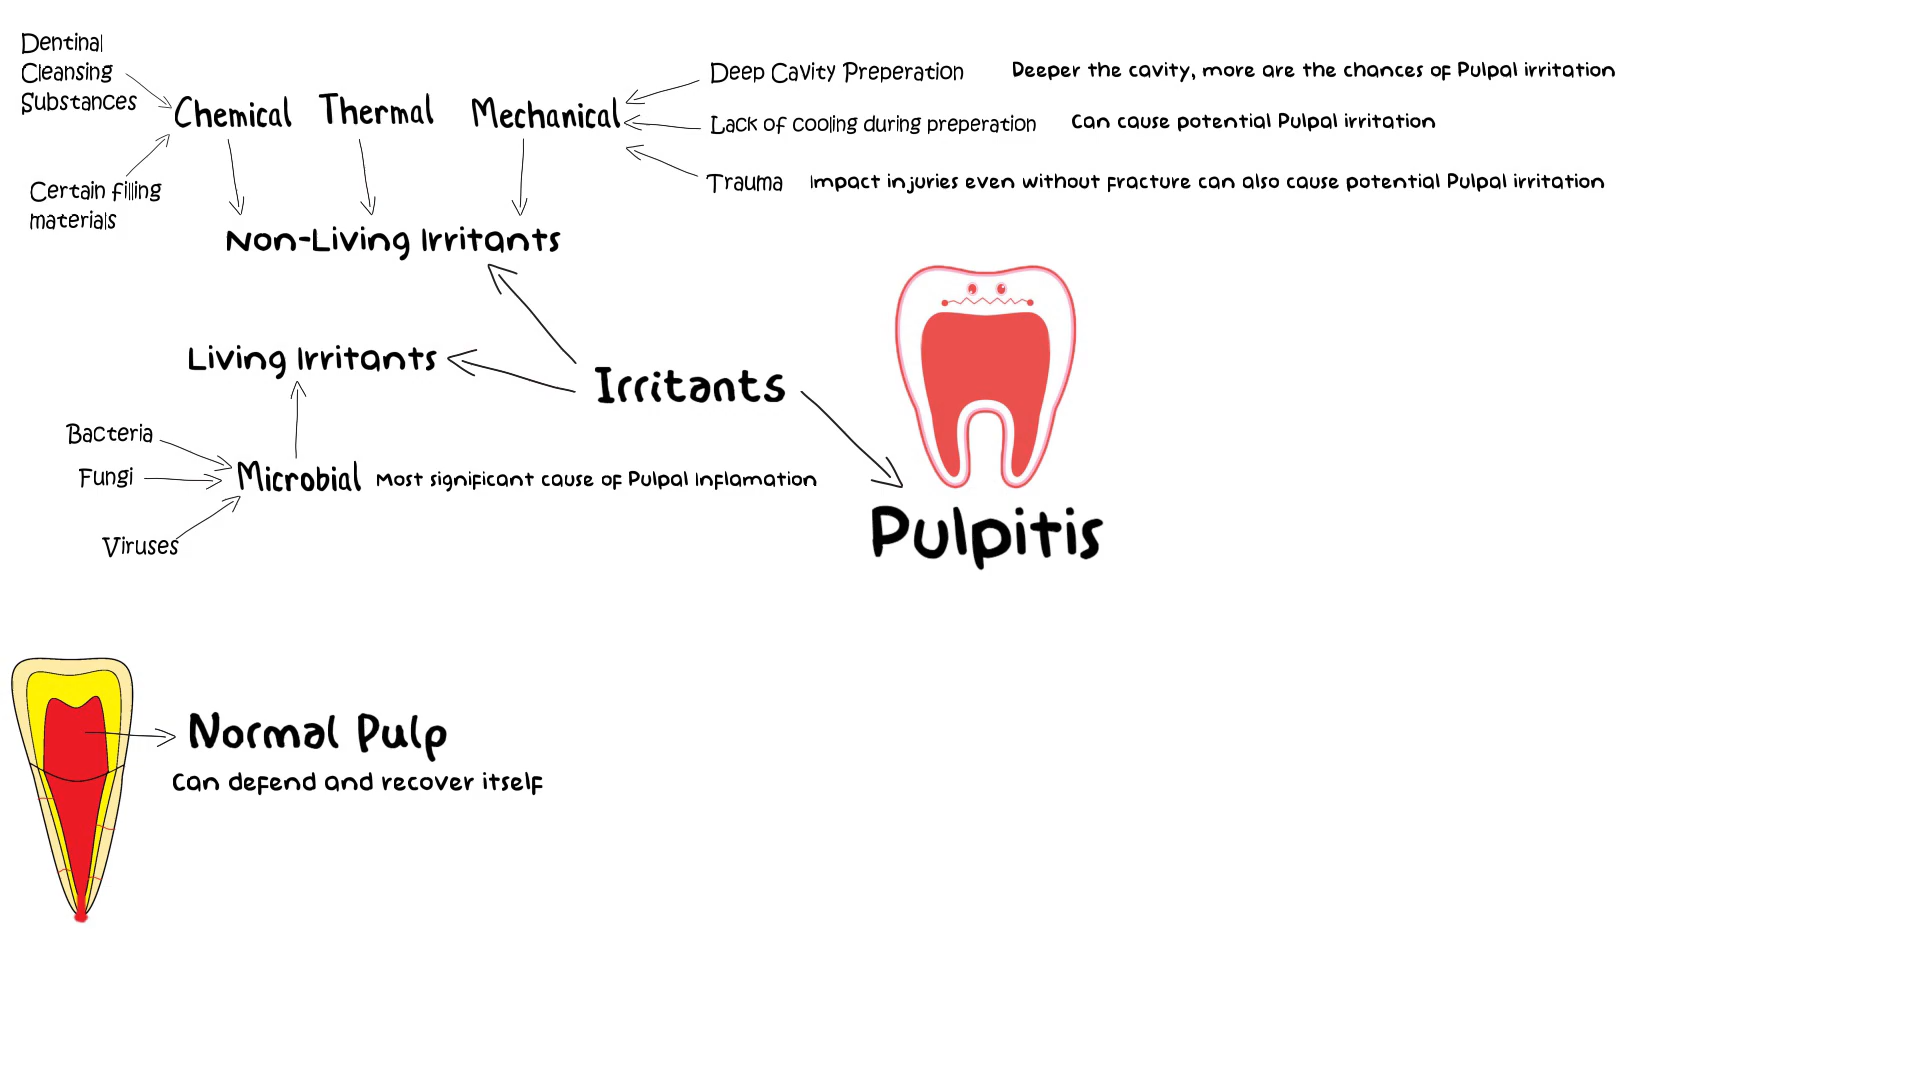 Dentinal
Cleansing
Substances
Chemical
Thermal
Mechanical
Deep Cavity Preperation
Deeper the cavity, more are the chances of Pulpal irritation
Lack of cooling during preperation
Can cause potential Pulpal irritation
Trauma
Impact injuries even without fracture can also cause potential Pulpal irritation
Certain filling
materials
Non-Living Irritants
Living Irritants
Irritants
Bacteria
Fungi
Viruses
Microbial
Most significant cause of Pulpal Inflamation
Pulpitis
Normal Pulp
Can defend and recover itself